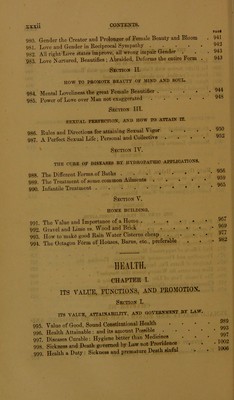 xxxii CONTENTS.
PAGE
980. Gender the Creator and Prolonger of Female Beauty and Bloom . 941
981. Love and Gender in Reciprocal Sympathy . 943
982. All right Love states improve, all wrong impair Gender . 943
983. Love Narrowed, Beautifies; Abraded, Deforms the entire Form . 943
SECTION II.
HOW TO PROMOTE BEAUTY OF MIND AND SOUL.
984. Mental Loveliness the great Female Beautifier . 944
985. Power of Love over Man not exaggerated . 948
SECTION III.
SEXUAL PERFECTION, AND HOW TO ATTAIN IT.
986. Rules and Directions for attaining Sexual Vigor . 950
987. A Perfect Sexual Life; Personal and Collective . 952
SECTION IV.
THE CURE OF DISEASES BY HYDROPATHIC APPLICATIONS.
988. The Different Forms of Baths . 956
989. The Treatment of some common Ailments . 959
990. Infantile Treatment . 965
SECTION V.
HOME BUILDING.
991. The Value and Importance of a Home . 967
992. Gravel and Lime vs. Wood and Brick . 969
993. How to make good Rain Water Cisterns cheap . 977
994. The Octagon Form of Houses, Barns, etc., preferable . 982
HEALTH.
CHAPTER I.
ITS VALUE, FUNCTIONS, AND PROMOTION.
SECTION I.
ITS VALUE, ATTAINABILITY, AND GOVERNMENT BY LAW.
995. Value of Good, Sound Constitutional Health . 989
996. Health Attainable: and its amount Possible . 993
997. Diseases Curable: Hygiene better than Medicines . 997
998. Sickness and Death governed by Law not Providence . 1002
999. Health a Duty: Sickness and premature Death sinful . 1006